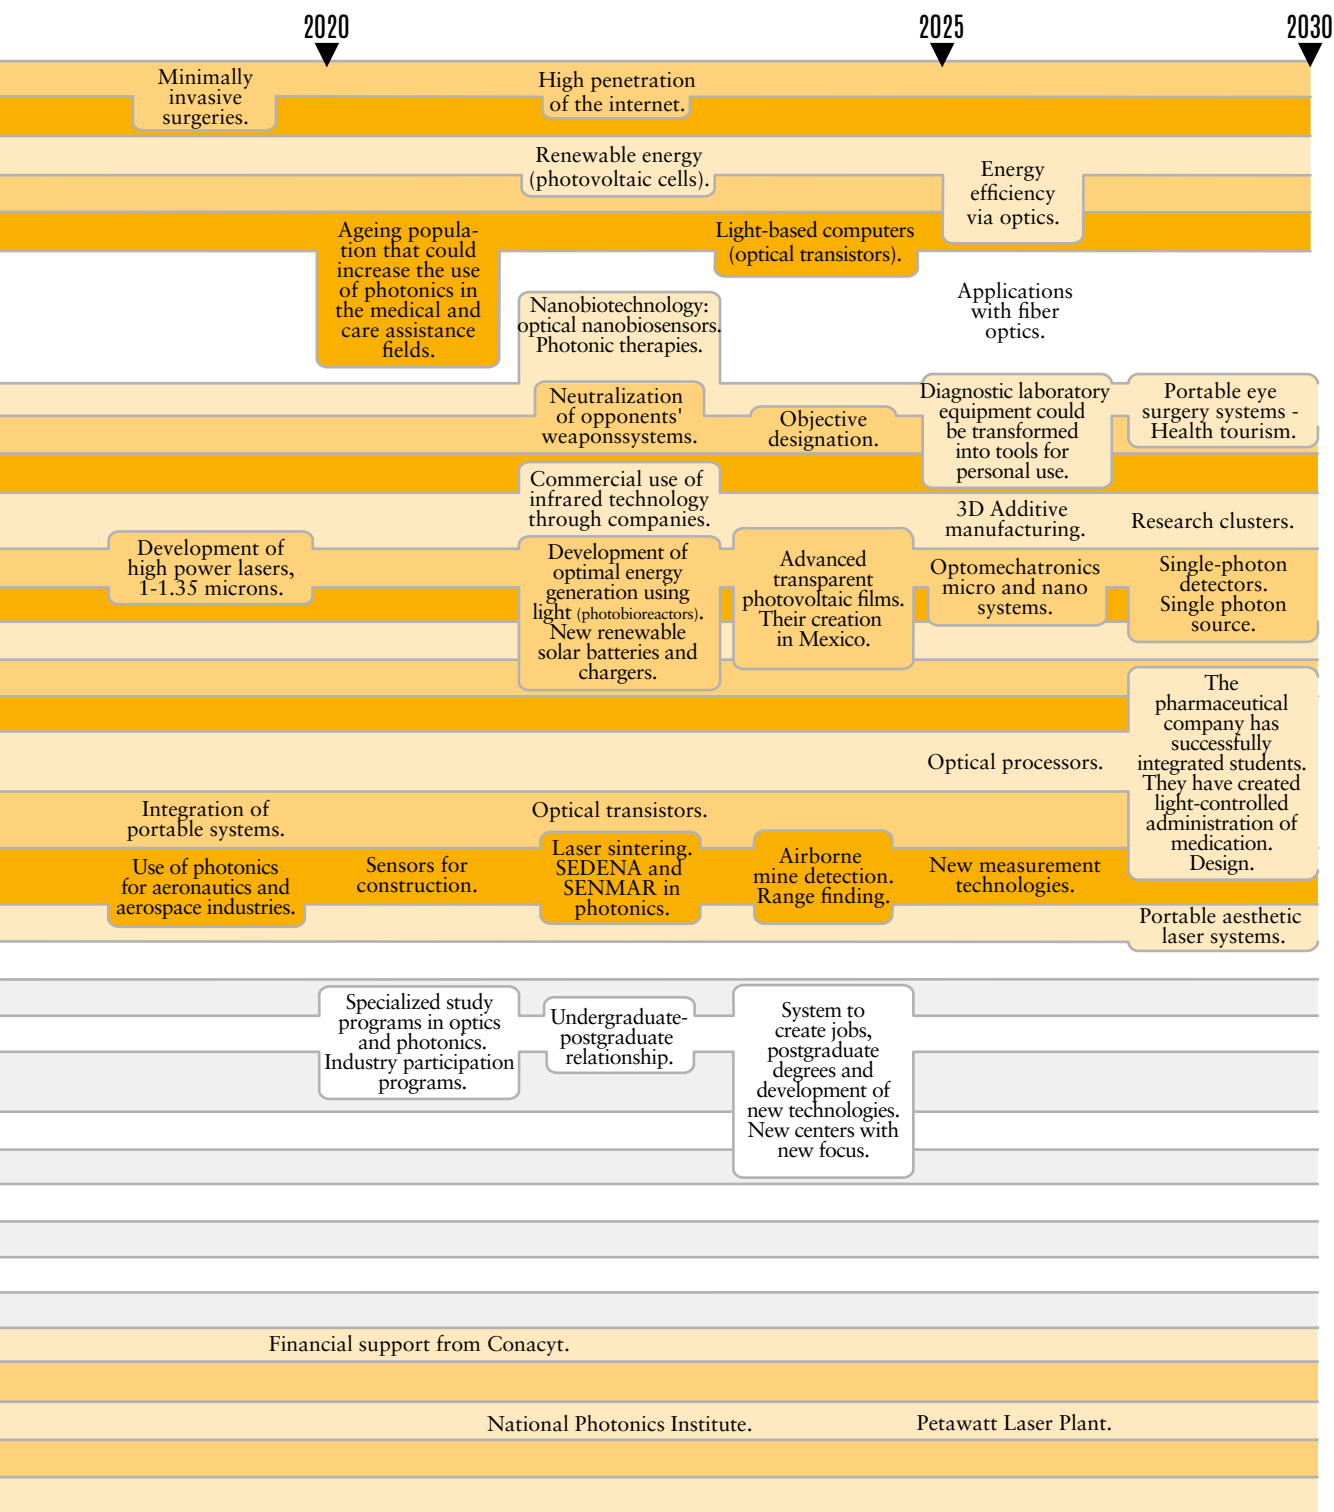 2020
2025
2030
Minimally
invasive
surgeries.
High penetration
of the internet.
Renewable energy
(photovoltaic cells).
Energy
efficiency
via optics.
Ageing popula-
tion that could
increase the use
of photonics in
the medical and
care assistance
fields.
Light-based computers
(optical transistors).
Applications
with fiber
optics.
Nanobiotechnology:
optical nanobiosensors.
Photonic therapies.
Neutralization
of opponents'
weaponssystems.
Objective
designation.
Diagnostic laboratory
equipment could
be transformed
into tools for
personal use.
Portable eye
surgery systems -
Health tourism.
Commercial use of
infrared technology
through companies.
3D Additive
manufacturing.
Research clusters.
Development of
high power lasers,
1-1.35 microns.
Development of
optimal energy
generation using
light (photobioreactors).
New renewable
solar batteries and
chargers.
Advanced
transparent
photovoltaic films.
Their creation
in Mexico.
Optomechatronics
micro and nano
systems.
Single-photon
detectors.
Single photon
source.
The
pharmaceutical
company has
successfully
integrated students.
They have created
light-controlled
administration of
medication.
Design.
Optical processors.
Integration of
portable systems.
Optical transistors.
Use of photonics
for aeronautics and
aerospace industries.
Sensors for
construction.
Laser sintering.
SEDENA and
SENMAR in
photonics.
Airborne
mine detection.
Range finding.
New measurement
technologies.
Portable aesthetic
laser systems.
Specialized study
programs in optics
and photonics.
Industry participation
programs.
Undergraduate-
postgraduate
relationship.
System to
create jobs,
postgraduate
degrees and
development of
new technologies.
New centers with
new focus.
Financial support from Conacyt.
National Photonics Institute.
Petawatt Laser Plant.